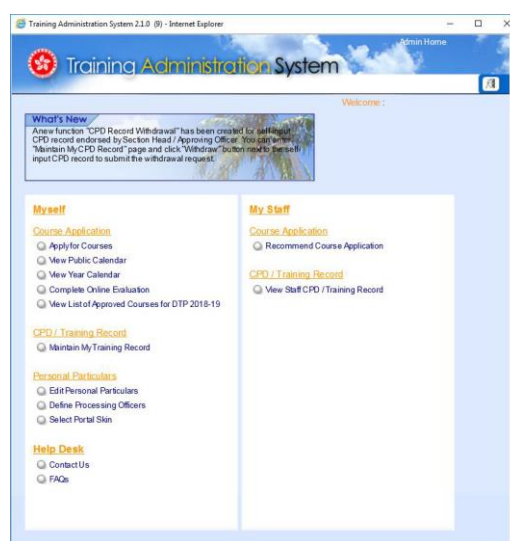 Training Administration System 2.1.0 (9) - Internet Explorer
Admin Home
Training Administration System
Welcome :
What's New
A new function "CPD Record Withdrawal" has been created for self-input
CPD record endorsed by Section Head / Approving Officer. You can enter
"Maintain My CPD Record" page and click "Withdraw" button next to the self-
input CPD record to submit the withdrawal request.
Myself
Course Application
Apply for Courses
View Public Calendar
View Year Calendar
Complete Online Evaluation
View List of Approved Courses for DTP 2018-19
CPD / Training Record
Maintain My Training Record
Personal Particulars
Edit Personal Particulars
Define Processing Officers
Select Portal Skin
Help Desk
Contact Us
FAQs
My Staff
Course Application
Recommend Course Application
CPD / Training Record
View Staff CPD / Training Record